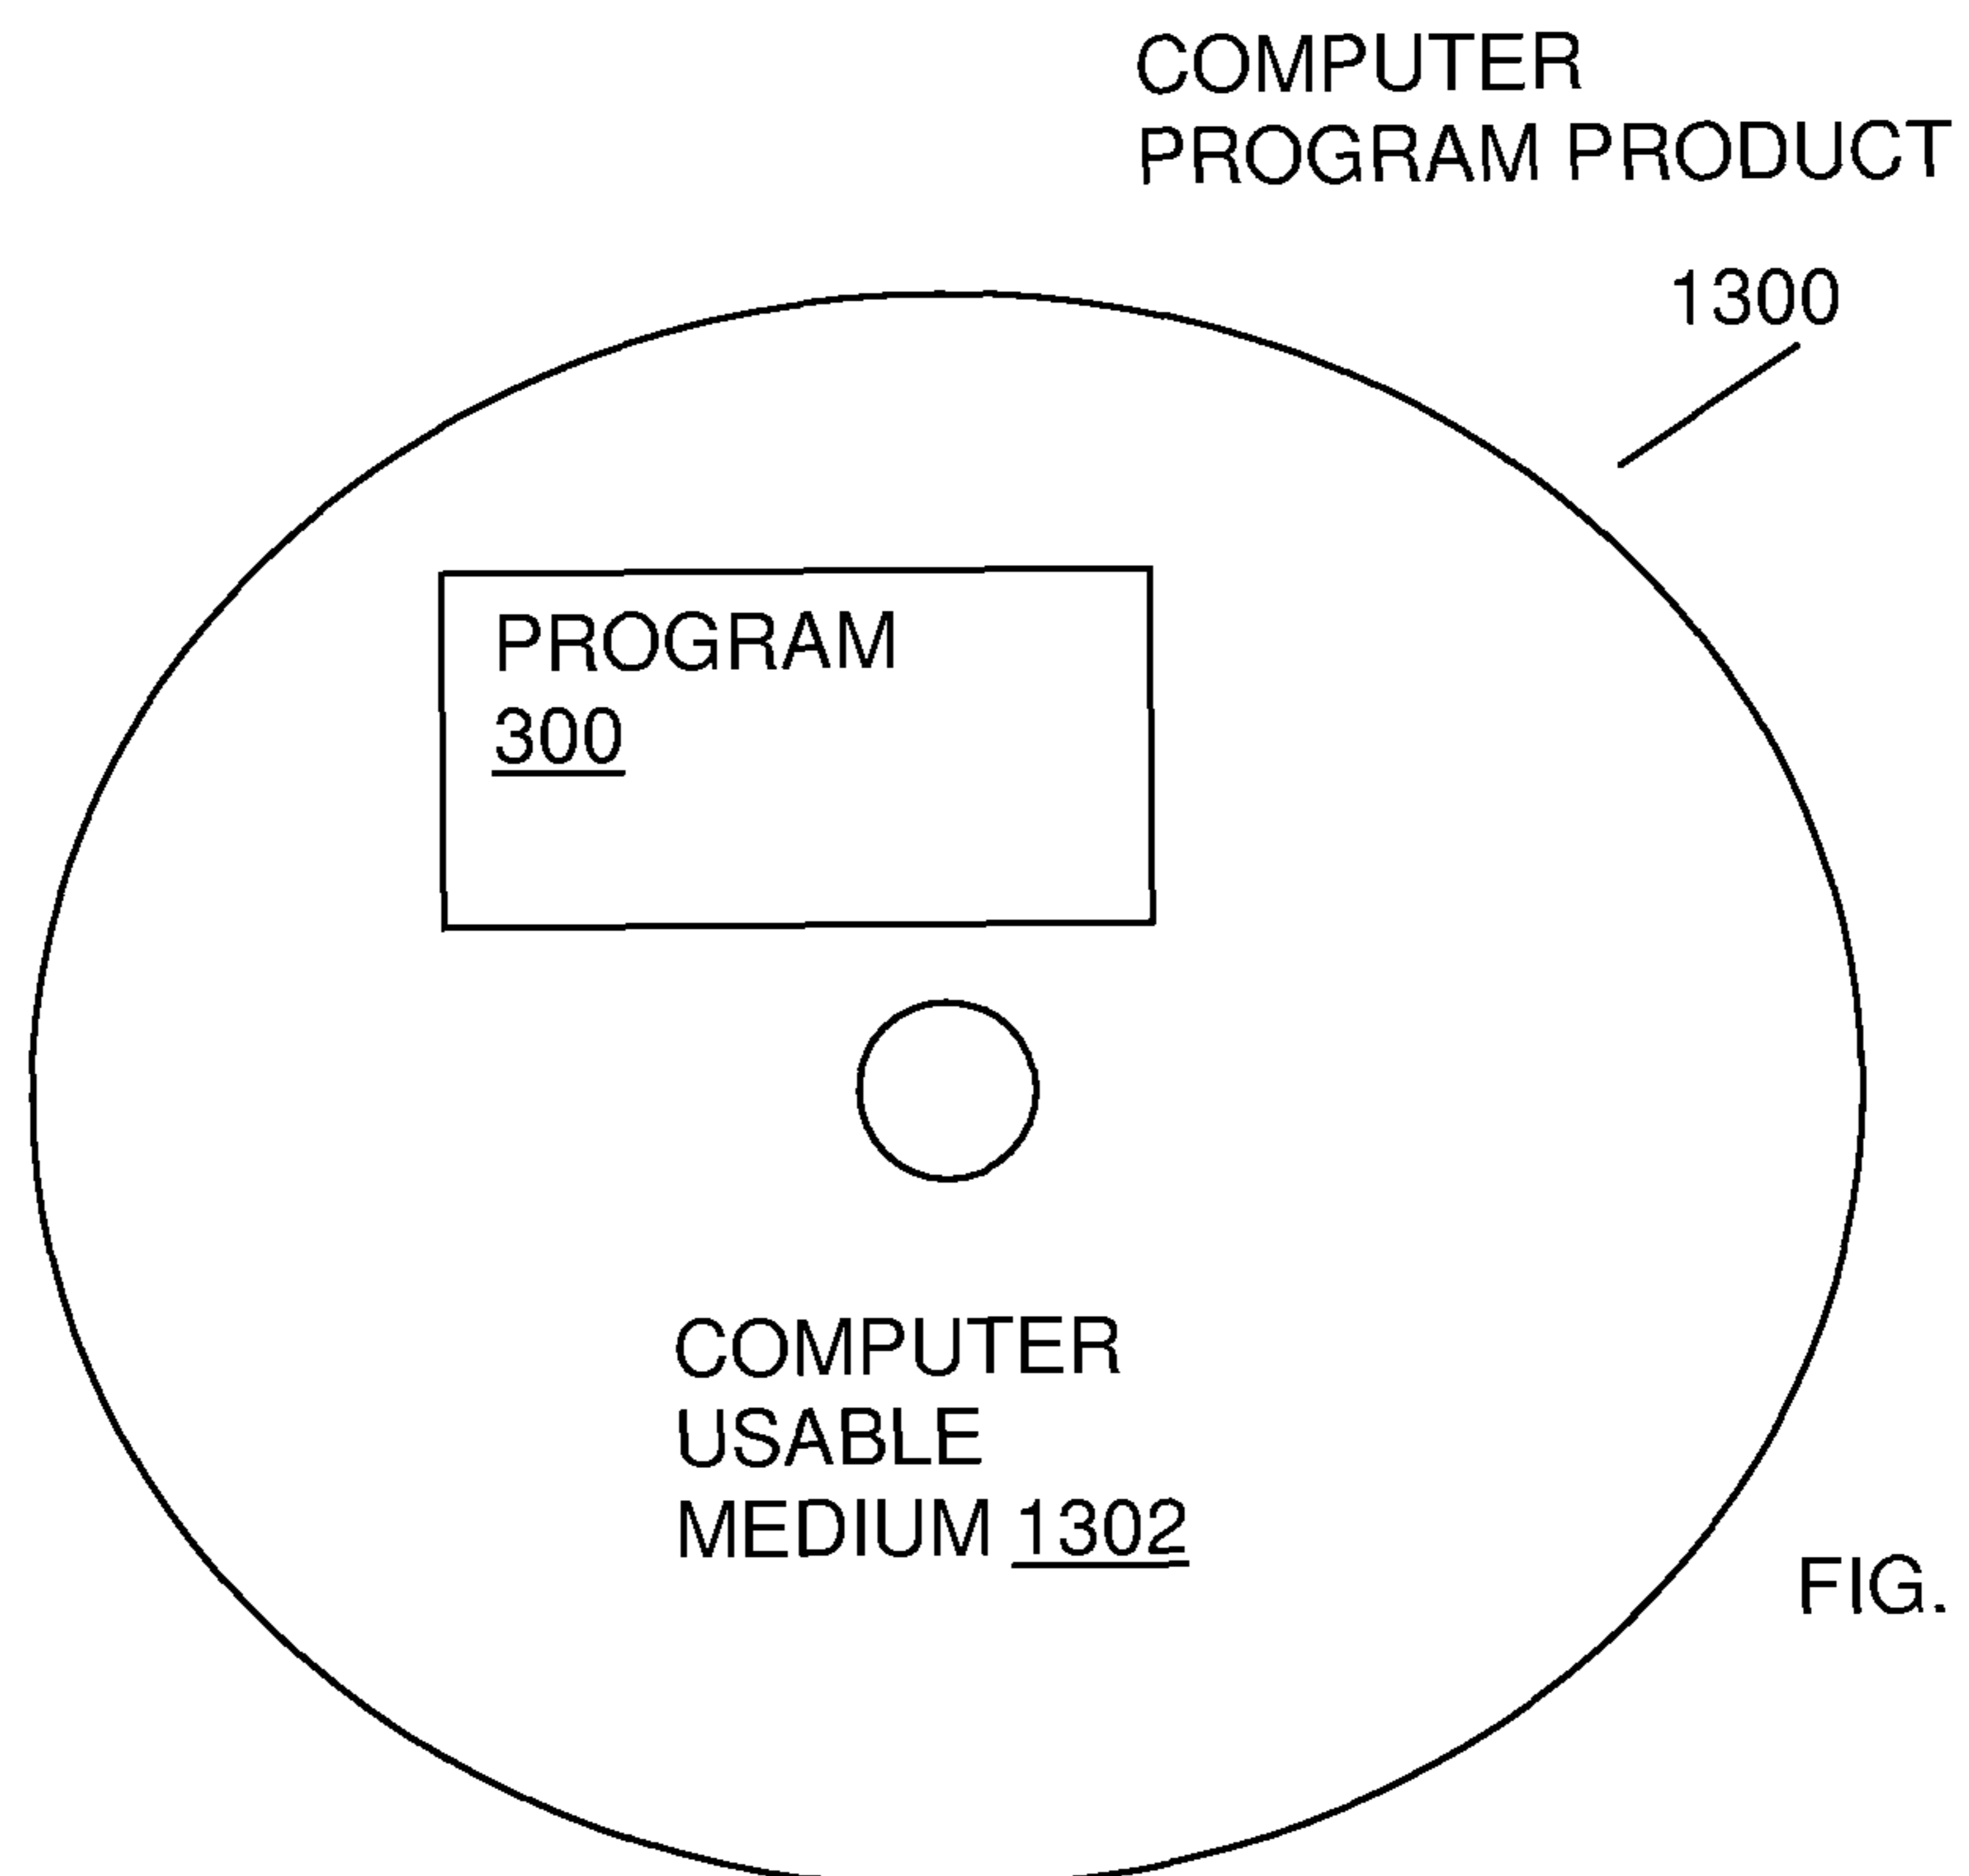 COMPUTER
PROGRAM PRODUCT
1300
PROGRAM
300
COMPUTER
USABLE
MEDIUM 1302
FIG.